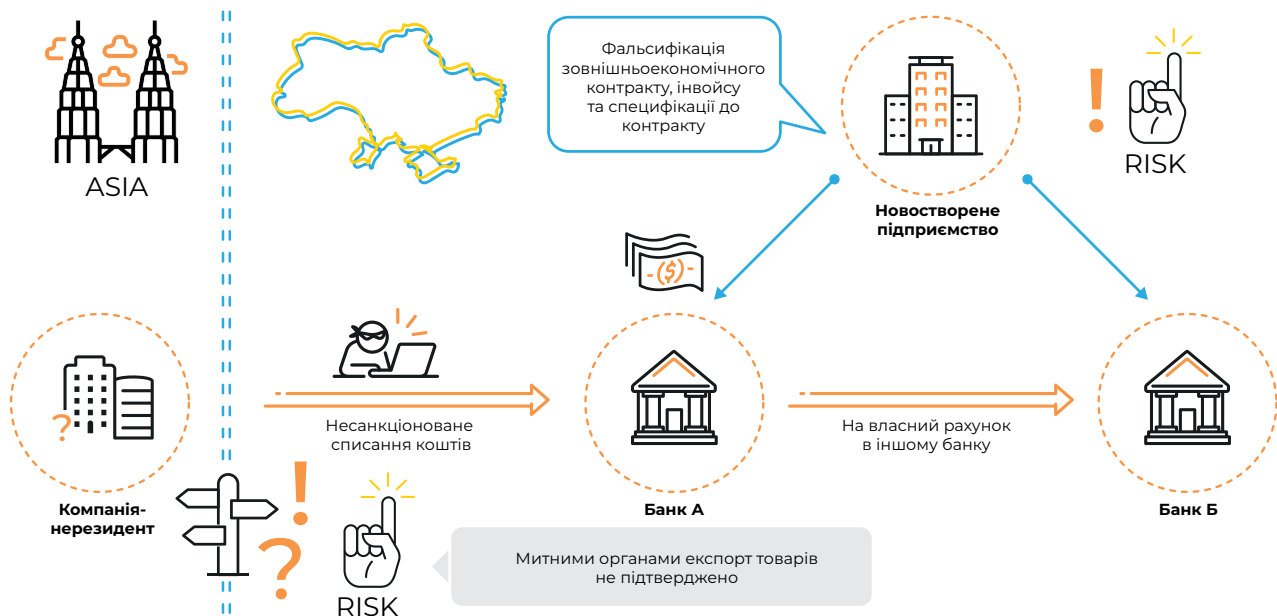 Фальсифікація
зовнішньоекономічного
контракту, інвойсу
та специфікації до
контракту
ASIA
RISK
Новостворене
підприємство
($)
?
Несанкціоноване
списання коштів
На власний рахунок
в іншому банку
Компанія-
нерезидент
Банк А
Банк Б
!
!
?
Митними органами експорт товарів
не підтверджено
RISK